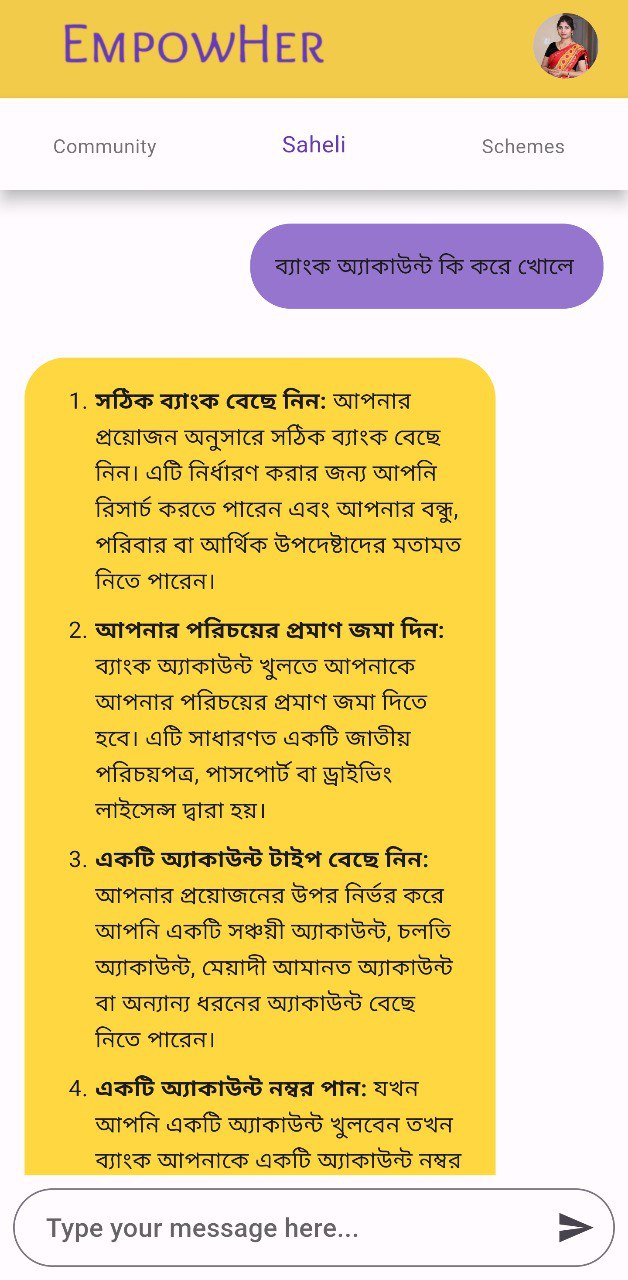 EmpowHer
Community
Saheli
Schemes
ব্যাংক অ্যাকাউন্ট কি করে খোলে
1. সঠিক ব্যাংক বেছে নিন: আপনার
প্রয়োজন অনুসারে সঠিক ব্যাংক বেছে
নিন। এটি নির্ধারণ করার জন্য আপনি
রিসার্চ করতে পারেন এবং আপনার বন্ধু,
পরিবার বা আর্থিক উপদেষ্টাদের মতামত
নিতে পারেন।
2. আপনার পরিচয়ের প্রমাণ জমা দিন:
ব্যাংক অ্যাকাউন্ট খুলতে আপনাকে
আপনার পরিচয়ের প্রমাণ জমা দিতে
হবে। এটি সাধারণত একটি জাতীয়
পরিচয়পত্র, পাসপোর্ট বা ড্রাইভিং
লাইসেন্স দ্বারা হয়।
3. একটি অ্যাকাউন্ট টাইপ বেছে নিন:
আপনার প্রয়োজনের উপর নির্ভর করে
আপনি একটি সঞ্চয়ী অ্যাকাউন্ট, চলতি
অ্যাকাউন্ট, মেয়াদী আমানত অ্যাকাউন্ট
বা অন্যান্য ধরনের অ্যাকাউন্ট বেছে
নিতে পারেন।
4. একটি অ্যাকাউন্ট নম্বর পান: যখন
আপনি একটি অ্যাকাউন্ট খুলবেন তখন
ব্যাংক আপনাকে একটি অ্যাকাউন্ট নম্বর
Type your message here...